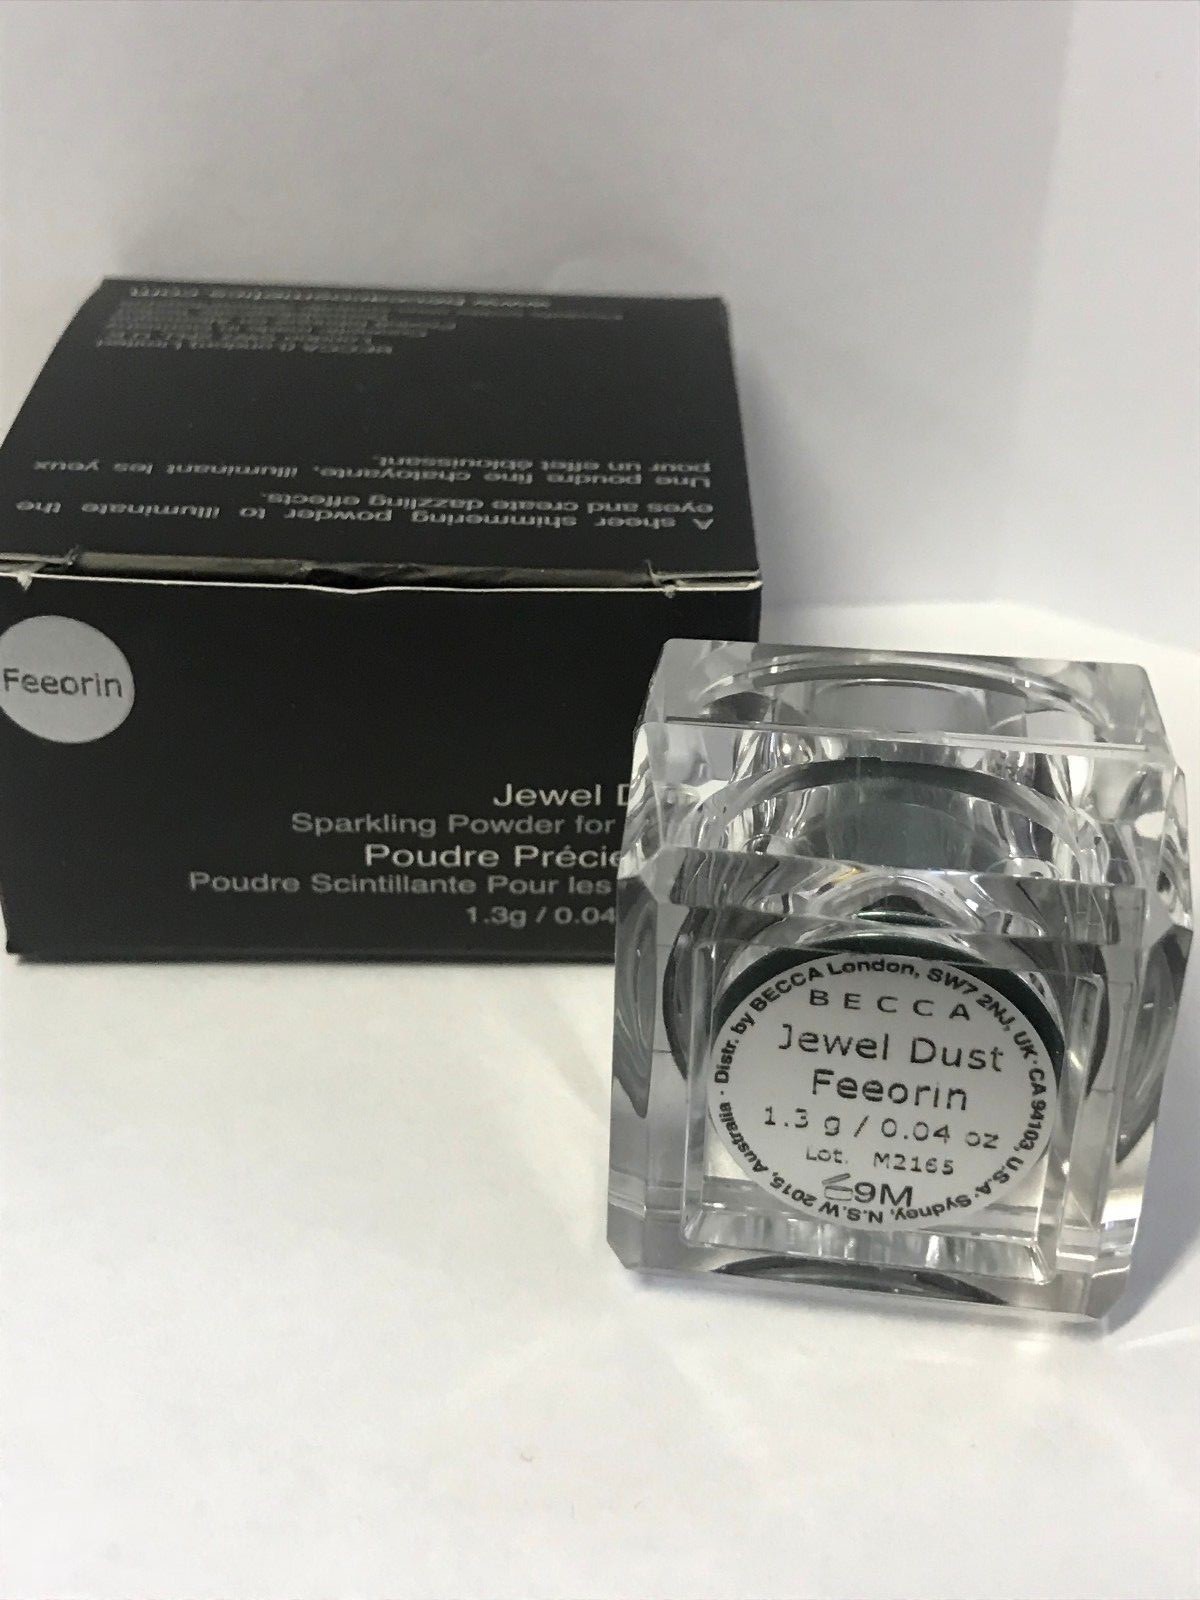 BECCA (London) Limited
A sheer shimmering powder to illuminate the
eyes and create dazzling effects.
Une poudre fine chatoyante, illuminant les yeux
pour un effet éblouissant.
Feeorin
Jewel
Sparkling Powder for
Poudre
Poudre Scintillante Pour les
1.3g / 0.04
Distr. by BECCA London, SW7 2NJ, UK · CA 94103, U.S.A · Sydney, N.S.W 2015, Australia ·
BECCA
Jewel Dust
Feeorin
1.3 g / 0.04 oz
Lot. M2165
9M